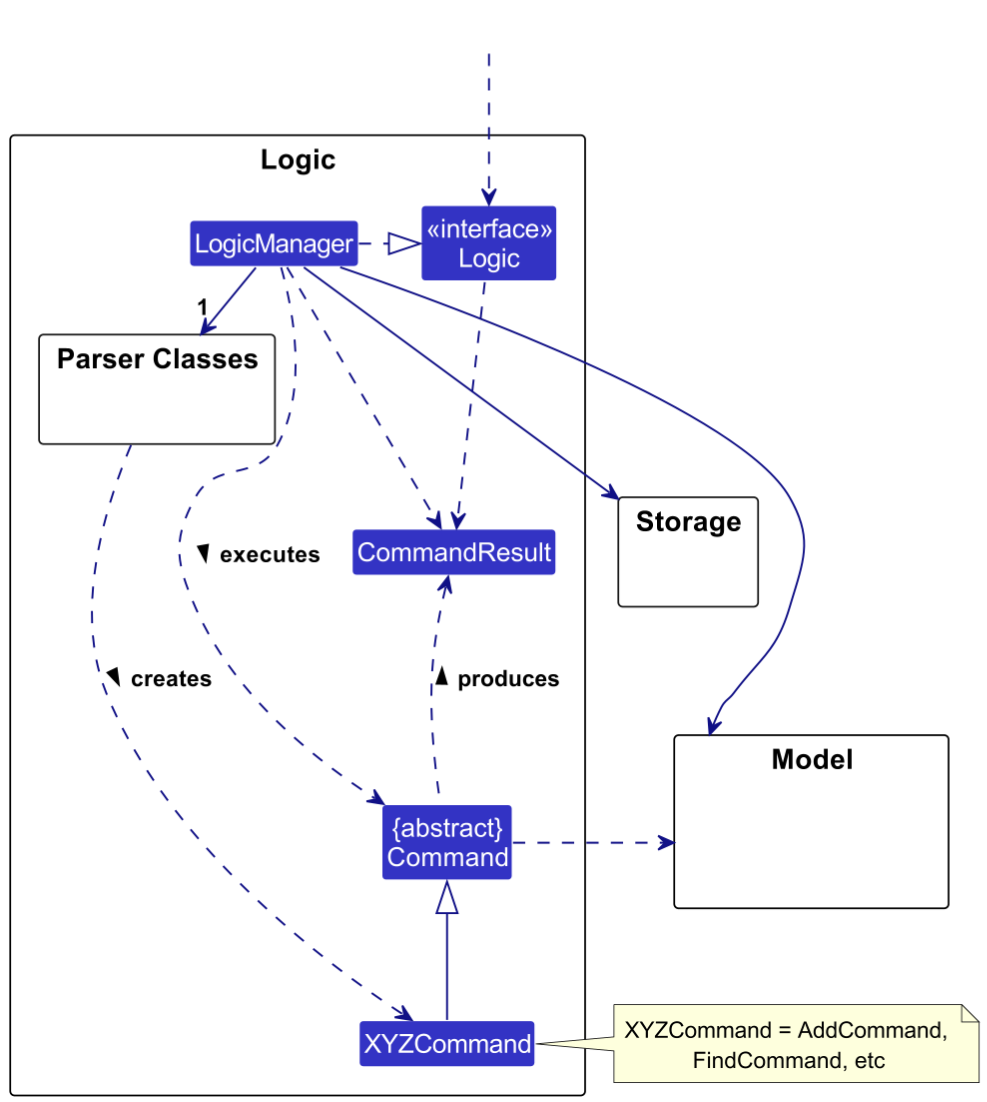 Logic
LogicManager
«interface»
Logic
1
Parser Classes
Storage
CommandResult
executes
creates
produces
Model
{abstract}
Command
XYZCommand
XYZCommand = AddCommand,
FindCommand, etc